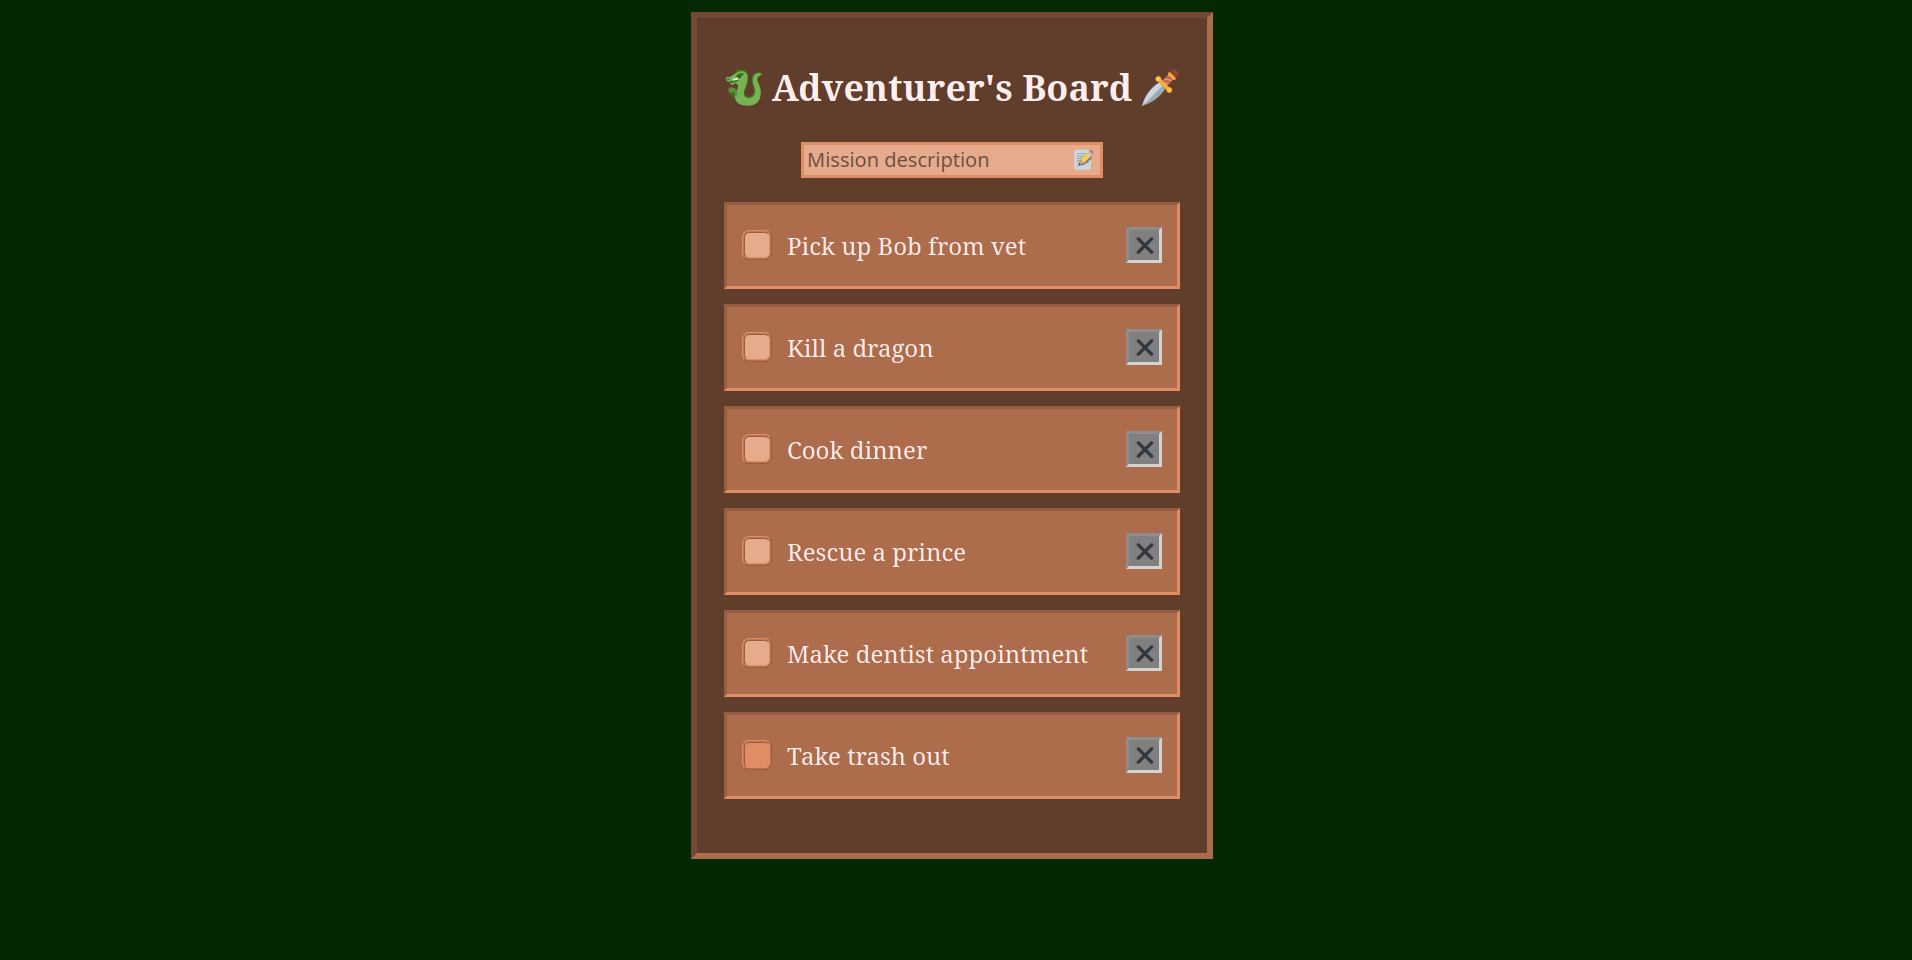 🐉 Adventurer's Board 🗡️
Mission description 📝
Pick up Bob from vet
Kill a dragon
Cook dinner
Rescue a prince
Make dentist appointment
Take trash out